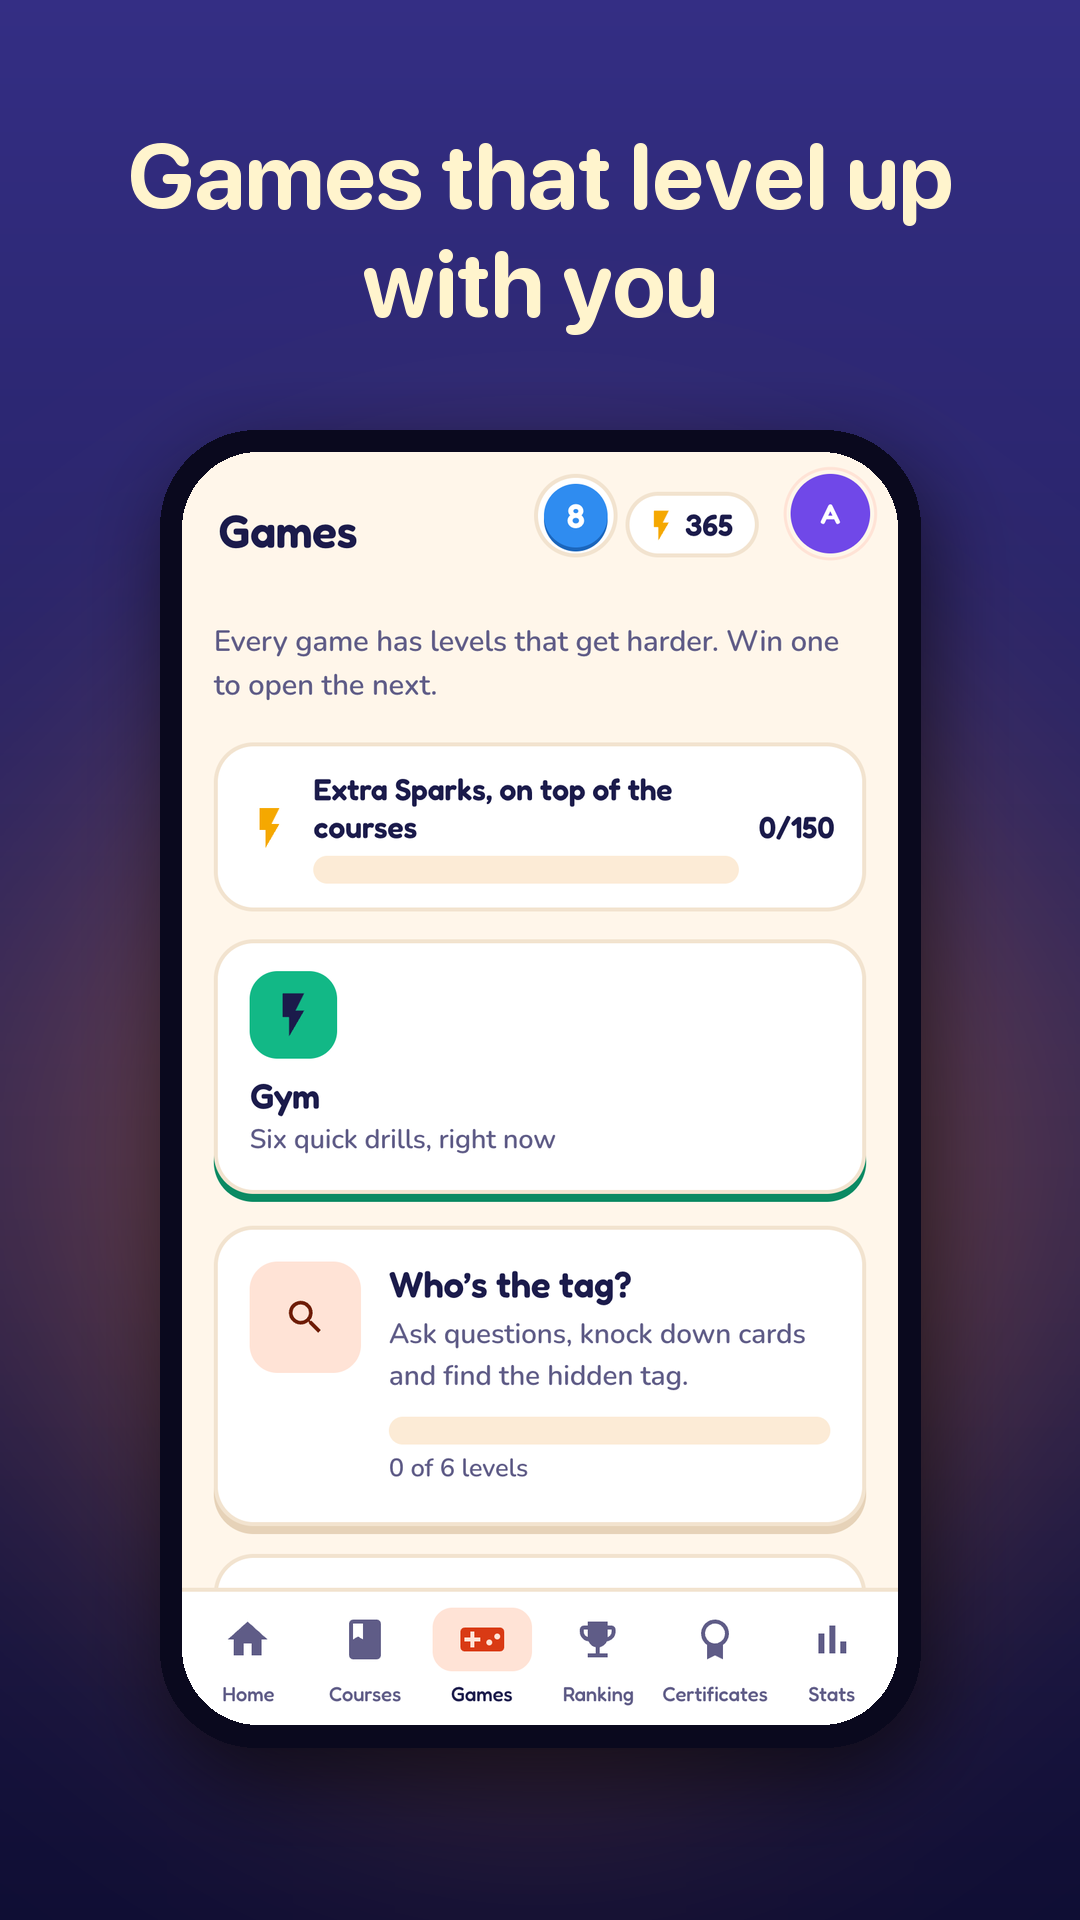 Games that level up
with you
Games
8
365
A
Every game has levels that get harder. Win one
to open the next.
Extra Sparks, on top of the
courses
0/150
Gym
Six quick drills, right now
Who's the tag?
Ask questions, knock down cards
and find the hidden tag.
0 of 6 levels
Home
Courses
Games
Ranking
Certificates
Stats